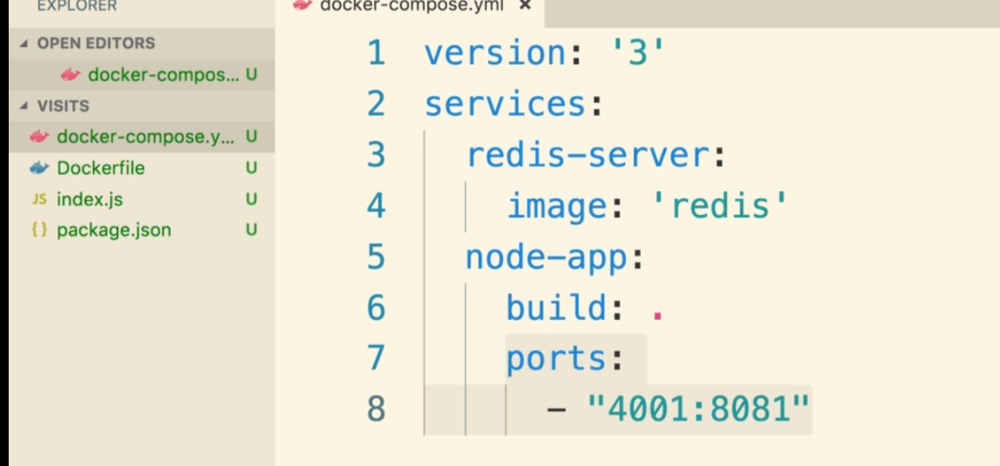 EXPLORER
OPEN EDITORS
docker-compos... U
VISITS
docker-compose.y... U
Dockerfile U
JS index.js U
{} package.json U
docker-compose.yml ×
1 version: '3'
2 services:
3 redis-server:
4 image: 'redis'
5 node-app:
6 build: .
7 ports:
8 - "4001:8081"